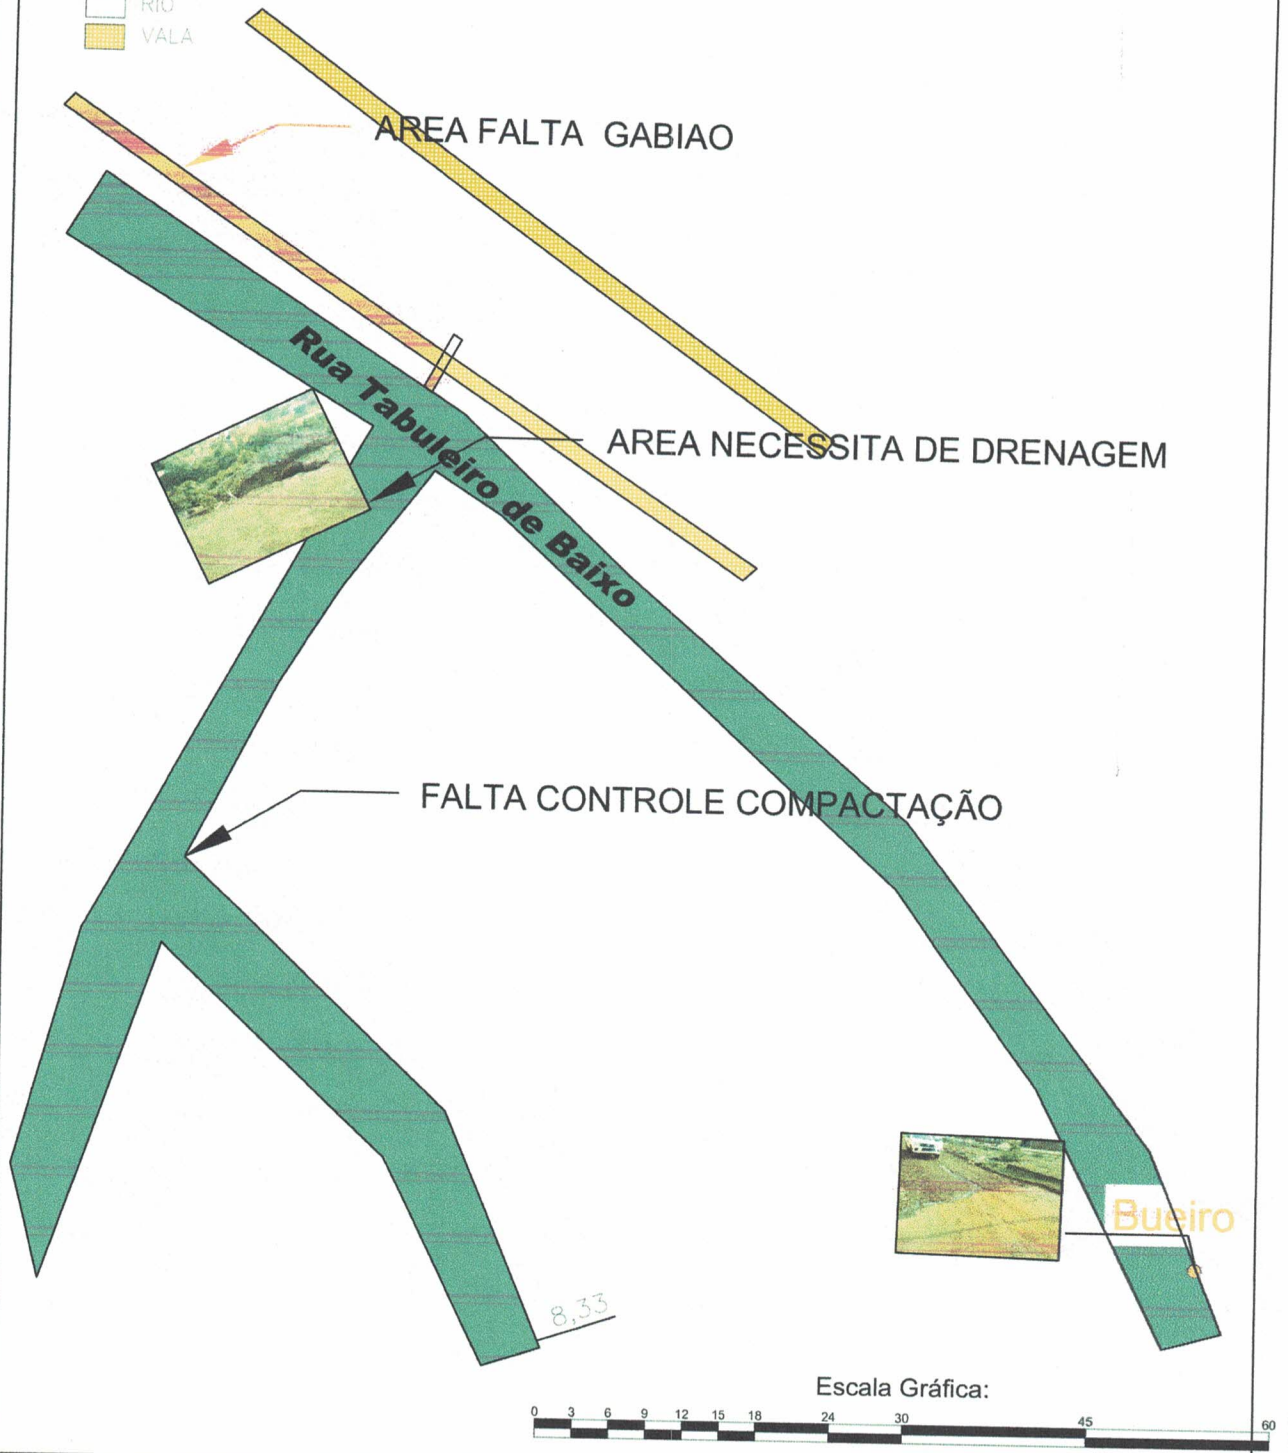 RIO
VALA
AREA FALTA GABIAO
Rua Tabuleiro de Baixo
AREA NECESSITA DE DRENAGEM
FALTA CONTROLE COMPACTAÇÃO
Bueiro
8,33
Escala Gráfica:
0 3 6 9 12 15 18 24 30 45 60